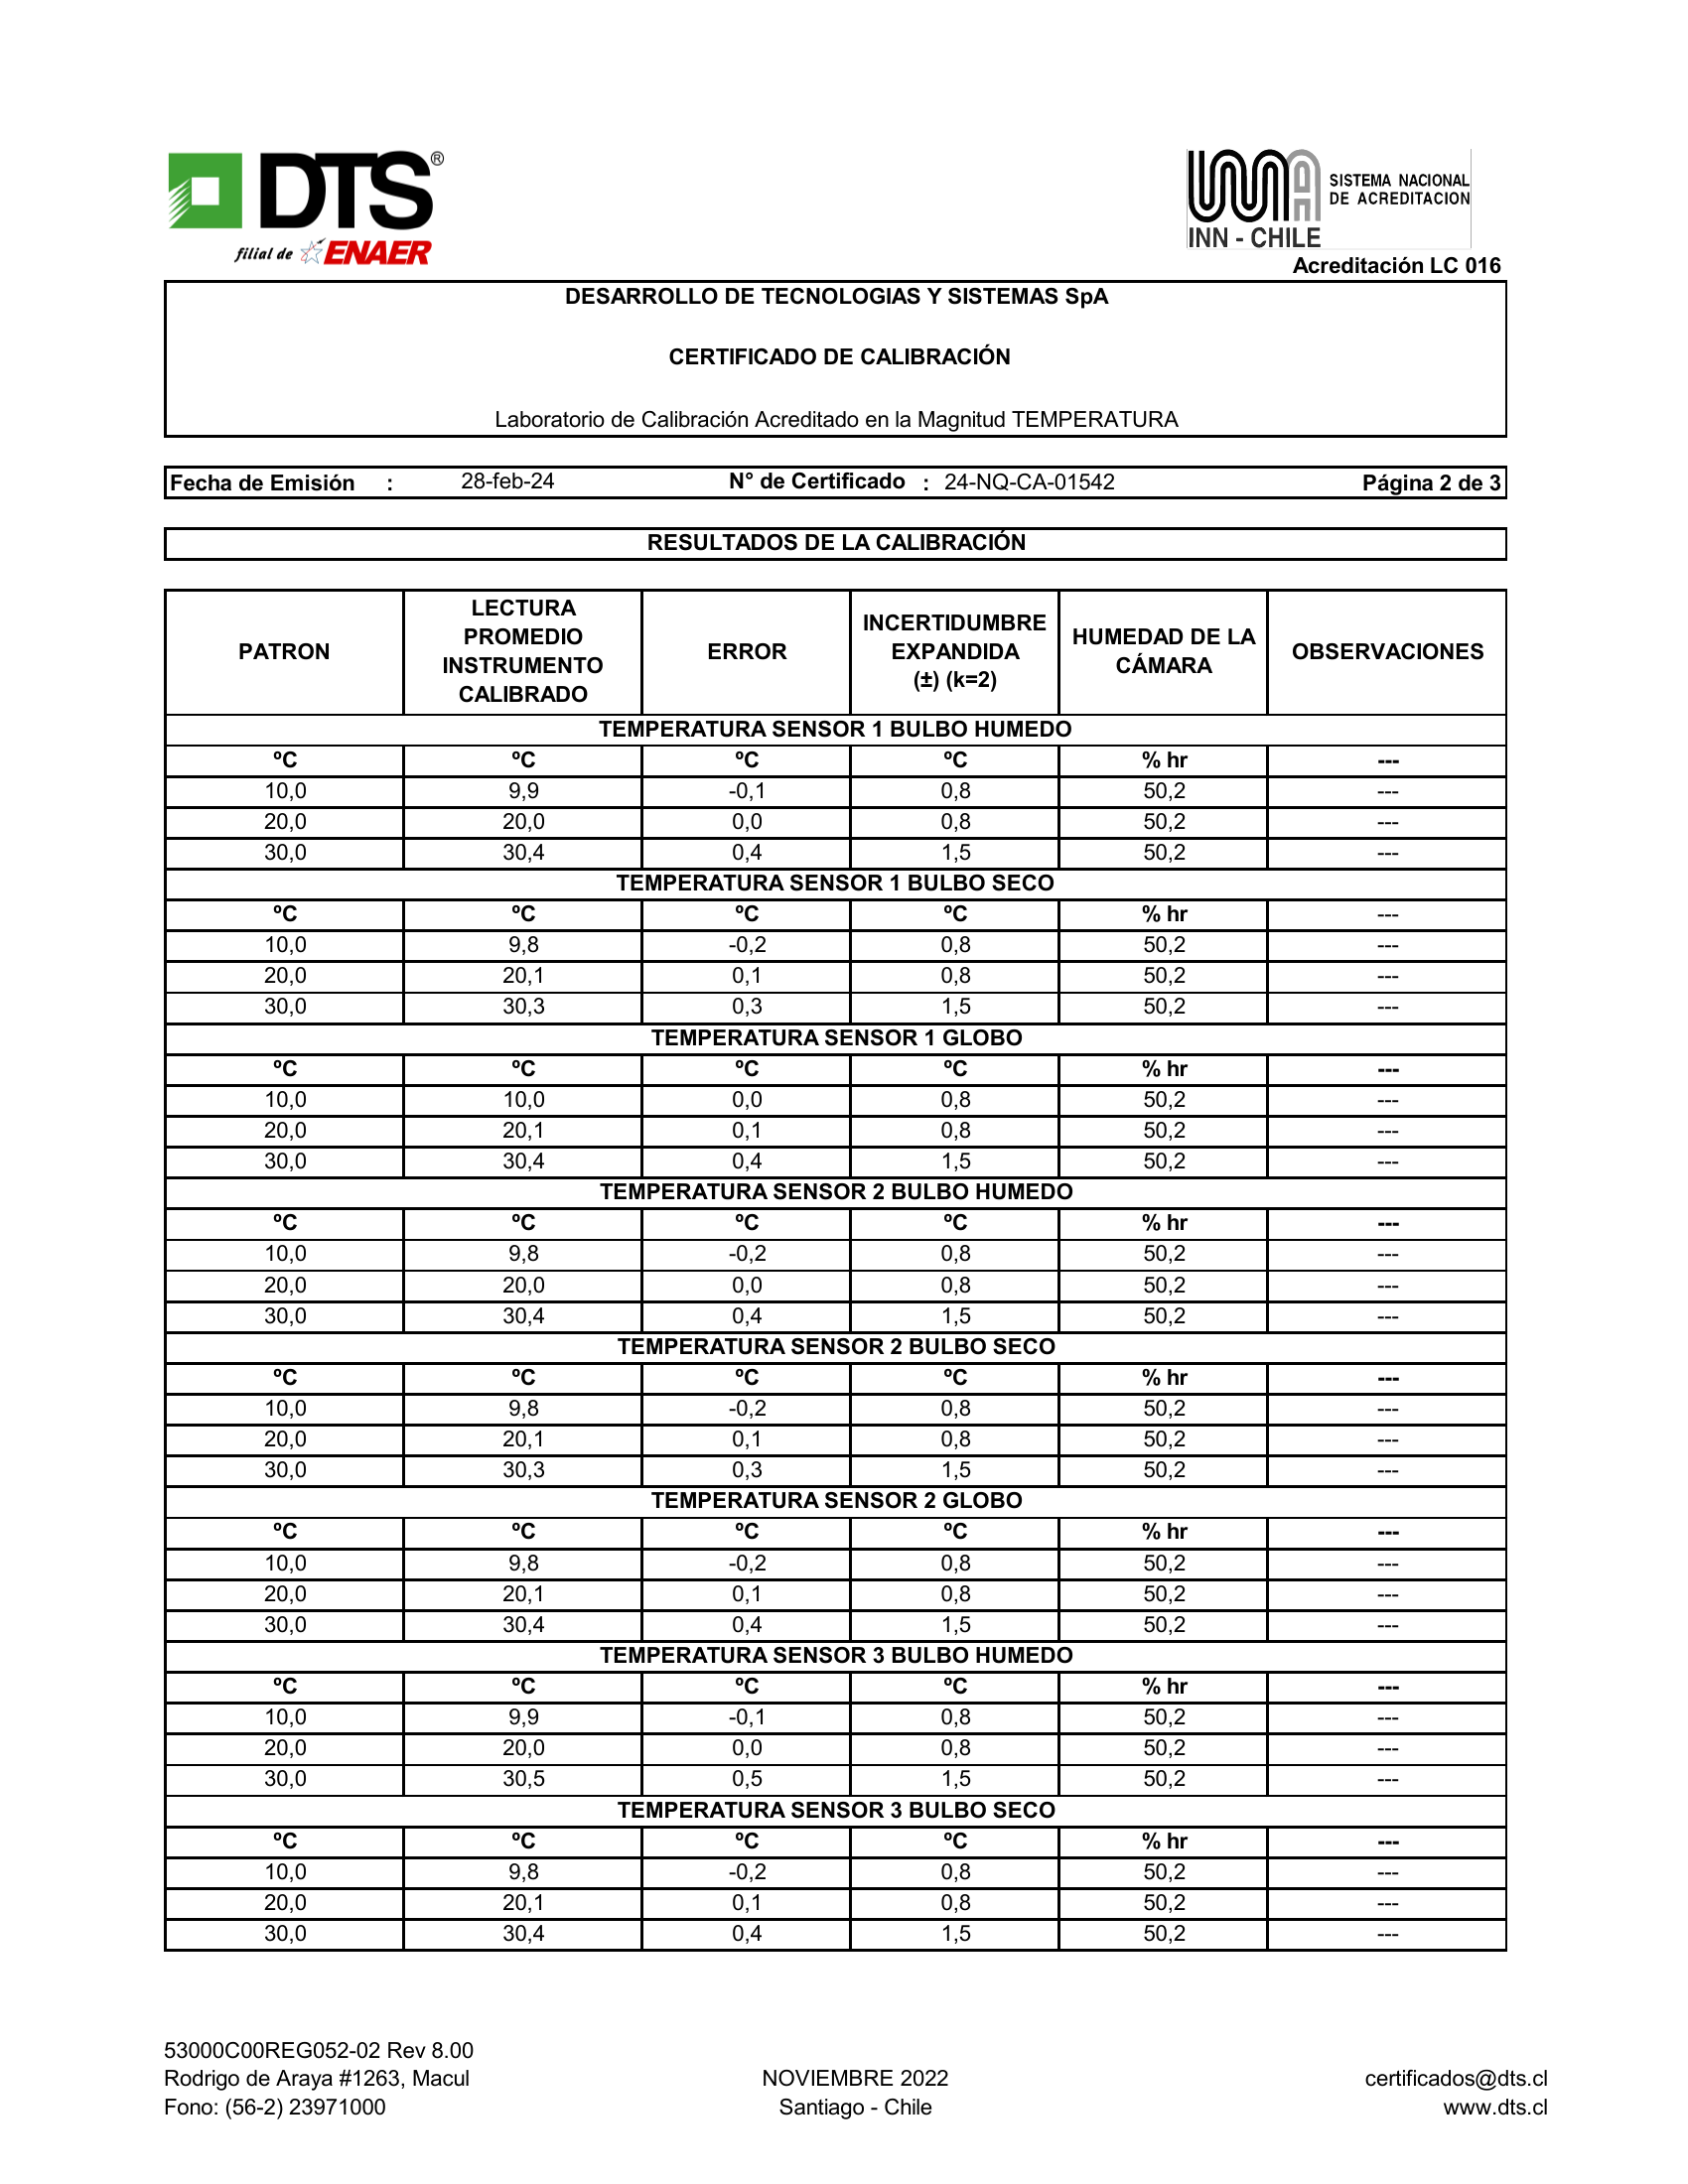 DTS®
filial de ENAER
SISTEMA NACIONAL
DE ACREDITACION
INN - CHILE
Acreditación LC 016
DESARROLLO DE TECNOLOGIAS Y SISTEMAS SpA
CERTIFICADO DE CALIBRACIÓN
Laboratorio de Calibración Acreditado en la Magnitud TEMPERATURA
Fecha de Emisión : 28-feb-24 N° de Certificado : 24-NQ-CA-01542 Página 2 de 3
RESULTADOS DE LA CALIBRACIÓN
PATRON LECTURA PROMEDIO INSTRUMENTO CALIBRADO ERROR INCERTIDUMBRE EXPANDIDA (±) (k=2) HUMEDAD DE LA CÁMARA OBSERVACIONES
TEMPERATURA SENSOR 1 BULBO HUMEDO
ºC ºC ºC ºC % hr ---
10,0 9,9 -0,1 0,8 50,2 ---
20,0 20,0 0,0 0,8 50,2 ---
30,0 30,4 0,4 1,5 50,2 ---
TEMPERATURA SENSOR 1 BULBO SECO
ºC ºC ºC ºC % hr ---
10,0 9,8 -0,2 0,8 50,2 ---
20,0 20,1 0,1 0,8 50,2 ---
30,0 30,3 0,3 1,5 50,2 ---
TEMPERATURA SENSOR 1 GLOBO
ºC ºC ºC ºC % hr ---
10,0 10,0 0,0 0,8 50,2 ---
20,0 20,1 0,1 0,8 50,2 ---
30,0 30,4 0,4 1,5 50,2 ---
TEMPERATURA SENSOR 2 BULBO HUMEDO
ºC ºC ºC ºC % hr ---
10,0 9,8 -0,2 0,8 50,2 ---
20,0 20,0 0,0 0,8 50,2 ---
30,0 30,4 0,4 1,5 50,2 ---
TEMPERATURA SENSOR 2 BULBO SECO
ºC ºC ºC ºC % hr ---
10,0 9,8 -0,2 0,8 50,2 ---
20,0 20,1 0,1 0,8 50,2 ---
30,0 30,3 0,3 1,5 50,2 ---
TEMPERATURA SENSOR 2 GLOBO
ºC ºC ºC ºC % hr ---
10,0 9,8 -0,2 0,8 50,2 ---
20,0 20,1 0,1 0,8 50,2 ---
30,0 30,4 0,4 1,5 50,2 ---
TEMPERATURA SENSOR 3 BULBO HUMEDO
ºC ºC ºC ºC % hr ---
10,0 9,9 -0,1 0,8 50,2 ---
20,0 20,0 0,0 0,8 50,2 ---
30,0 30,5 0,5 1,5 50,2 ---
TEMPERATURA SENSOR 3 BULBO SECO
ºC ºC ºC ºC % hr ---
10,0 9,8 -0,2 0,8 50,2 ---
20,0 20,1 0,1 0,8 50,2 ---
30,0 30,4 0,4 1,5 50,2 ---
53000C00REG052-02 Rev 8.00
Rodrigo de Araya #1263, Macul NOVIEMBRE 2022 certificados@dts.cl
Fono: (56-2) 23971000 Santiago - Chile www.dts.cl